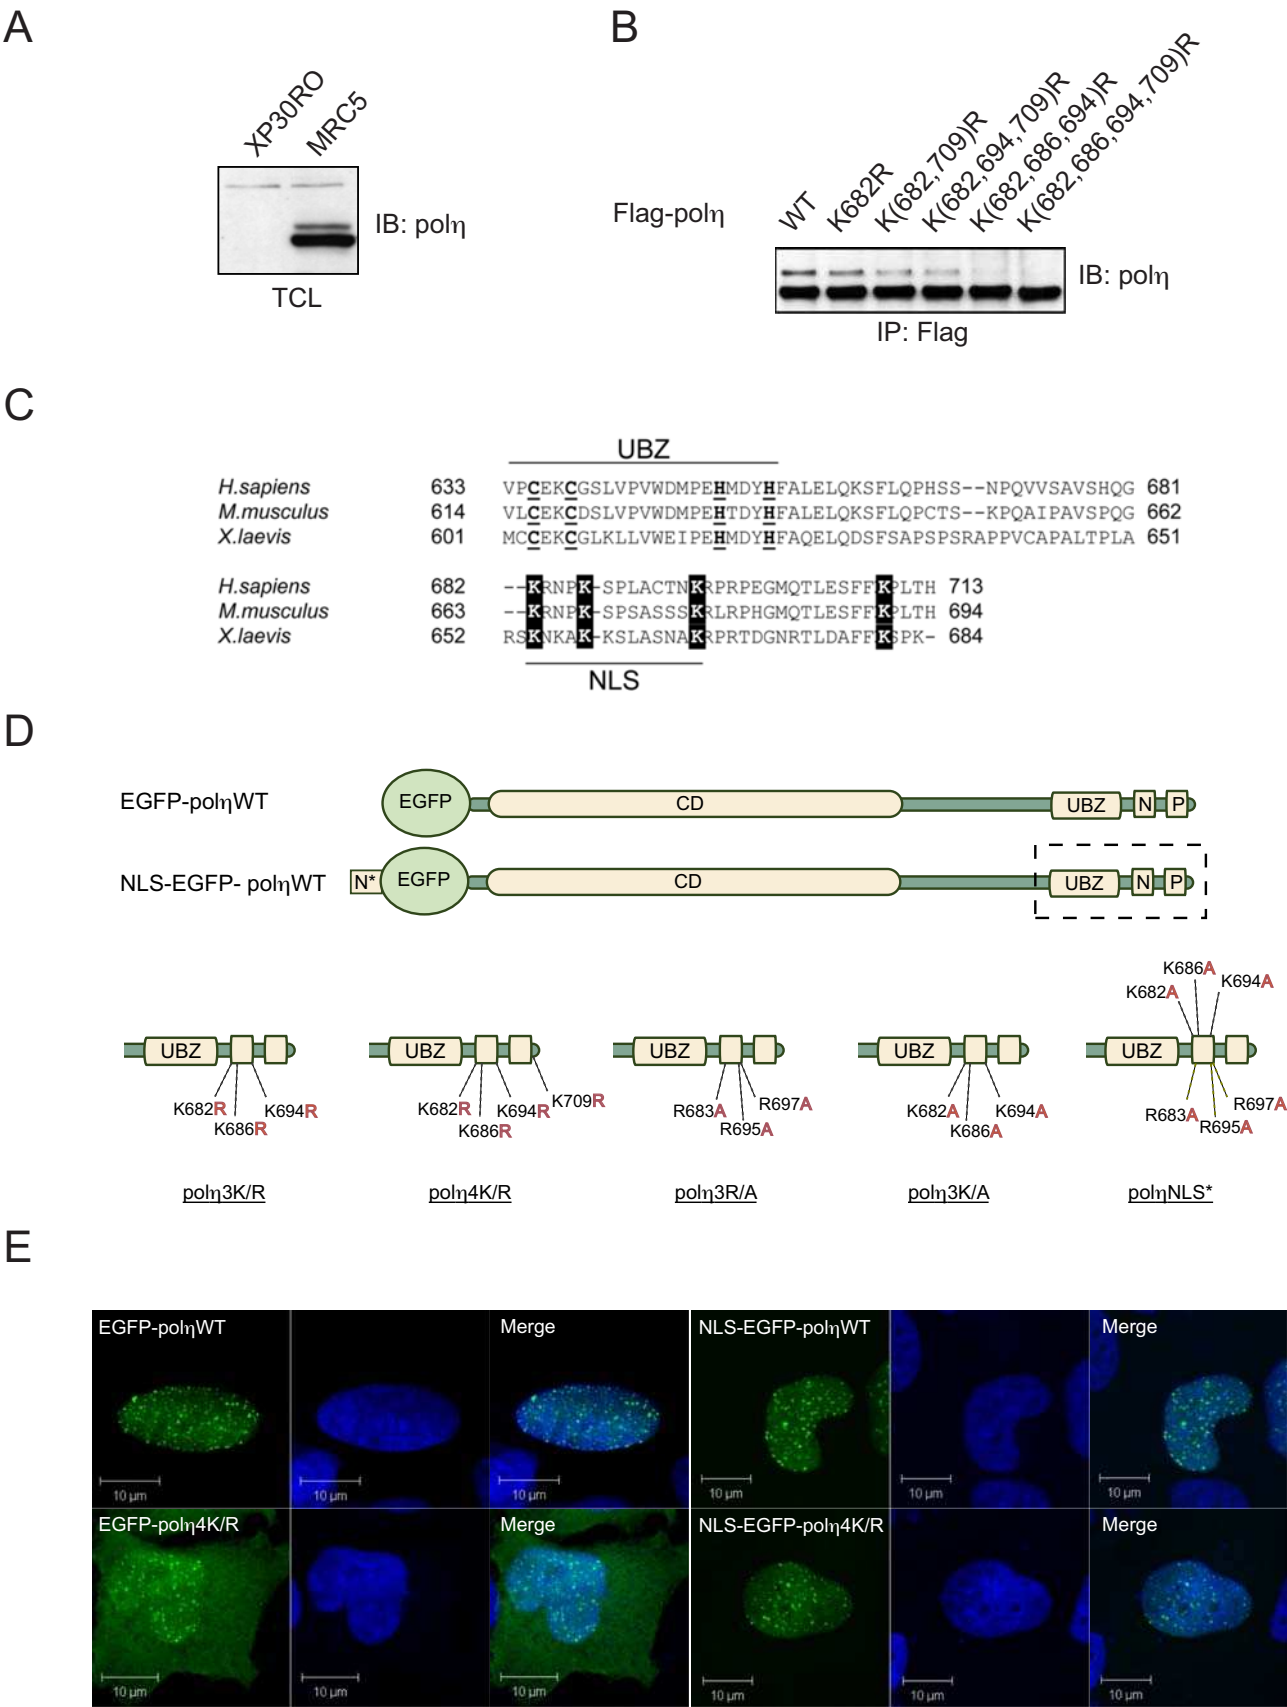 A
XP30RO
MRC5
IB: polη
TCL
B
Flag-polη
WT
K682R
K(682,709)R
K(682,694,709)R
K(682,686,694)R
K(682,686,694,709)R
IB: polη
IP: Flag
C
UBZ
H.sapiens 633 VPCEKCGSLVPVWDMPEHMDYHFALELQKSFLQPHSS--NPQVVSAVSHQG 681
M.musculus 614 VLCEKCDSLVPVWDMPEHTDYHFALELQKSFLQPCTS--KPQAIPAVSPQG 662
X.laevis 601 MCCEKCGLKLLVWEIPEHMDYHFAQELQDSFSAPSPSRAPPVCAPALTPLA 651
H.sapiens 682 --KRNPK-SPLACTNKRPRPEGMQTLESFFKPLTH 713
M.musculus 663 --KRNPK-SPSASSSKRLRPHGMQTLESFFKPLTH 694
X.laevis 652 RSKNKAK-KSLASNAKRPRTDGNRTLDAFFKSPK- 684
NLS
D
EGFP-polηWT EGFP CD UBZ N P
NLS-EGFP- polηWT N* EGFP CD UBZ N P
UBZ K682R K686R K694R
polη3K/R
UBZ K682R K686R K694R K709R
polη4K/R
UBZ R683A R695A R697A
polη3R/A
UBZ K682A K686A K694A
polη3K/A
K682A K686A K694A UBZ R683A R695A R697A
polηNLS*
E
EGFP-polηWT Merge NLS-EGFP-polηWT Merge
10 µm 10 µm 10 µm 10 µm 10 µm 10 µm
EGFP-polη4K/R Merge NLS-EGFP-polη4K/R Merge
10 µm 10 µm 10 µm 10 µm 10 µm 10 µm